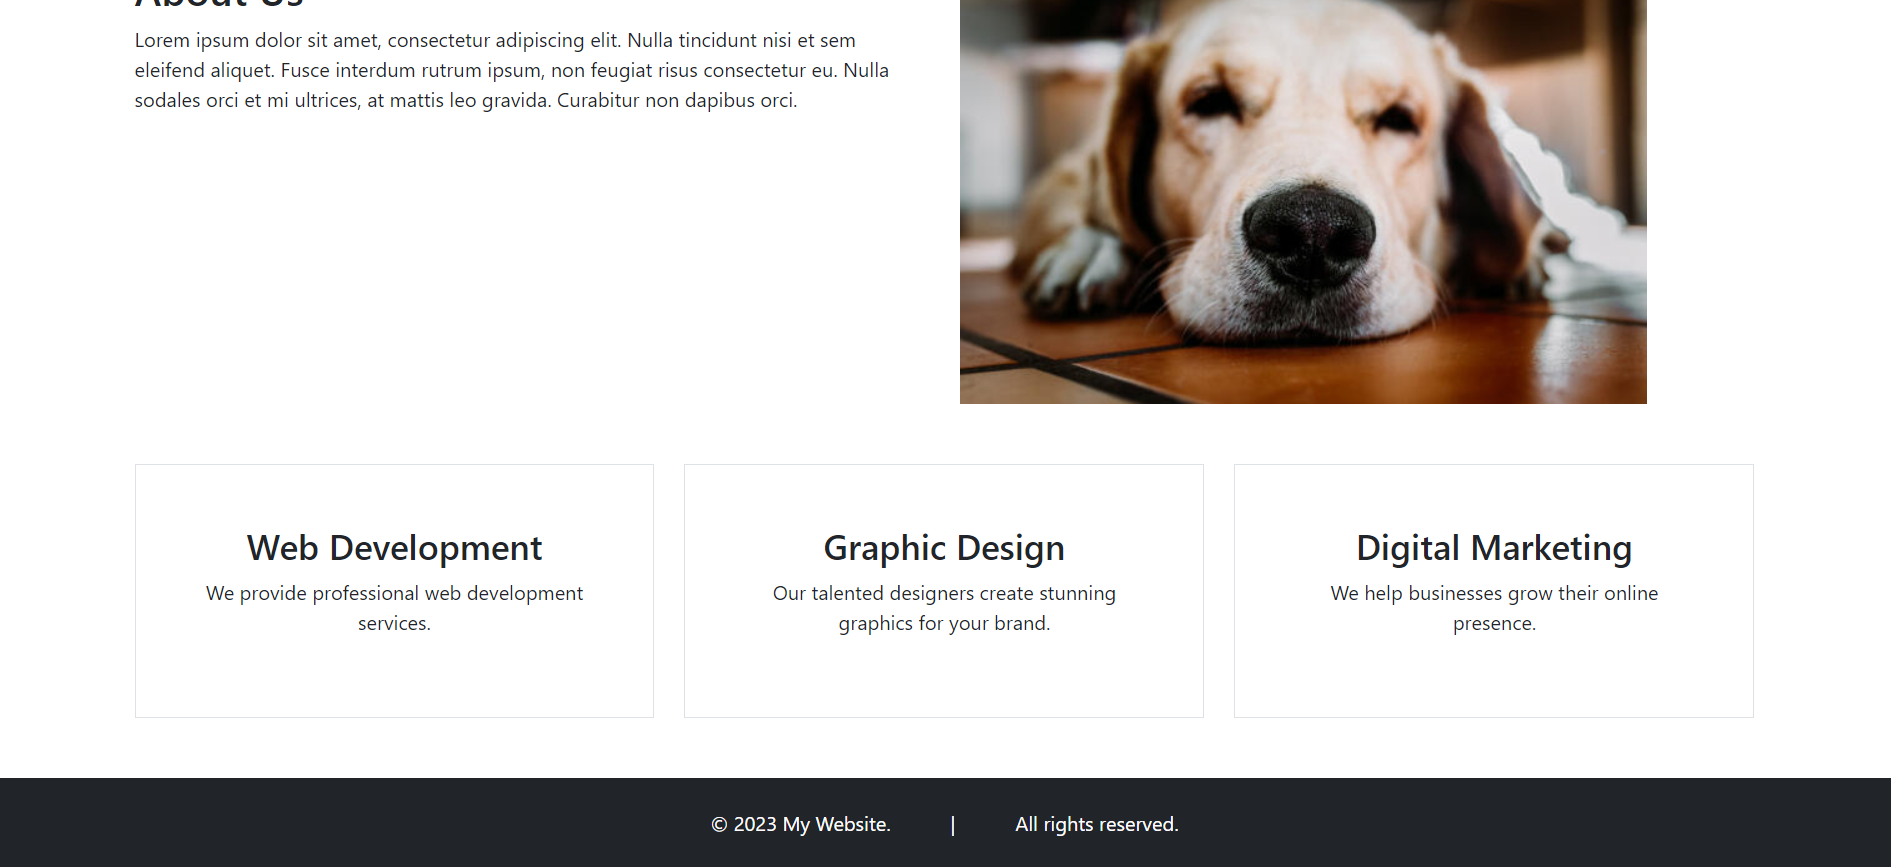 About Us
Lorem ipsum dolor sit amet, consectetur adipiscing elit. Nulla tincidunt nisi et sem
eleifend aliquet. Fusce interdum rutrum ipsum, non feugiat risus consectetur eu. Nulla
sodales orci et mi ultrices, at mattis leo gravida. Curabitur non dapibus orci.
Web Development
We provide professional web development
services.
Graphic Design
Our talented designers create stunning
graphics for your brand.
Digital Marketing
We help businesses grow their online
presence.
© 2023 My Website. | All rights reserved.